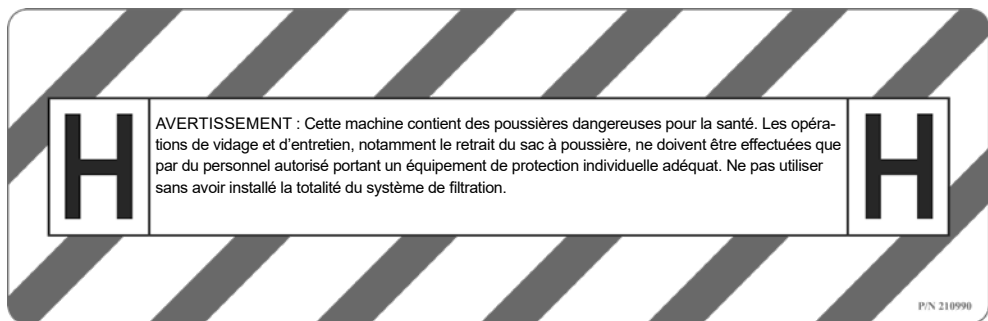 H
AVERTISSEMENT : Cette machine contient des poussières dangereuses pour la santé. Les opéra-
tions de vidage et d’entretien, notamment le retrait du sac à poussière, ne doivent être effectuées que
par du personnel autorisé portant un équipement de protection individuelle adéquat. Ne pas utiliser
sans avoir installé la totalité du système de filtration.
H
P/N 210990